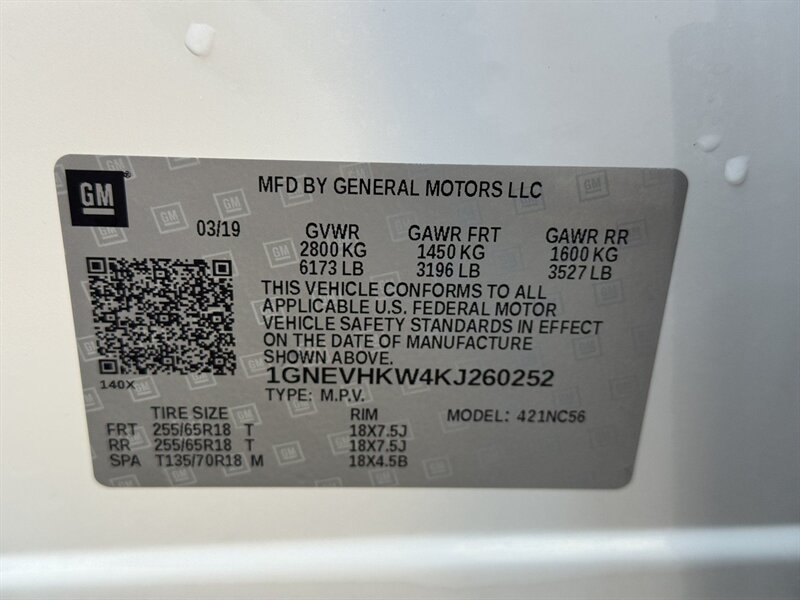 GM
MFD BY GENERAL MOTORS LLC
03/19 GVWR GAWR FRT GAWR RR
2800 KG 1450 KG 1600 KG
6173 LB 3196 LB 3527 LB
THIS VEHICLE CONFORMS TO ALL
APPLICABLE U.S. FEDERAL MOTOR
VEHICLE SAFETY STANDARDS IN EFFECT
ON THE DATE OF MANUFACTURE
SHOWN ABOVE.
140X
1GNEVHKW4KJ260252
TYPE: M.P.V.
TIRE SIZE RIM MODEL: 421NC56
FRT 255/65R18 T 18X7.5J
RR 255/65R18 T 18X7.5J
SPA T135/70R18 M 18X4.5B